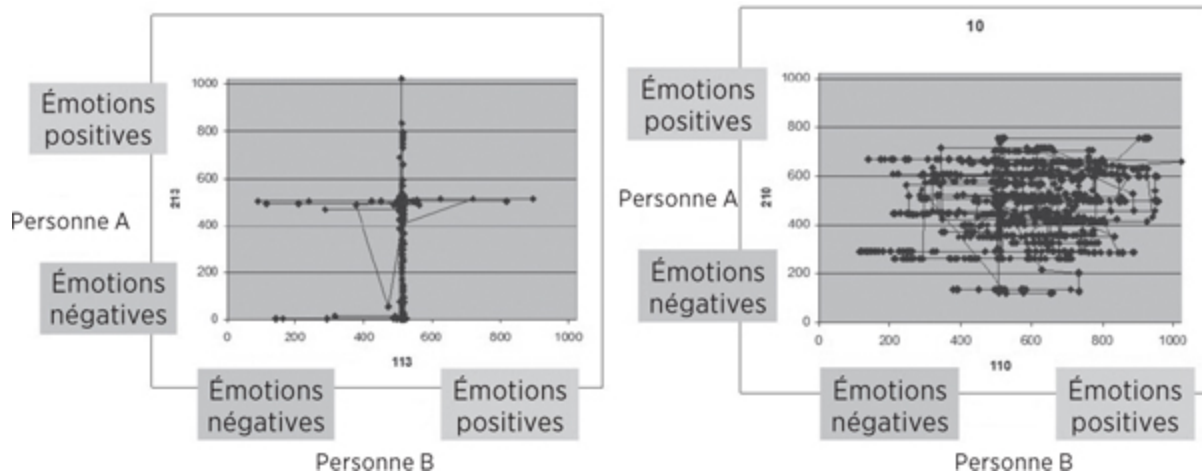 Émotions
positives
213
Personne A
Émotions
négatives
1000
800
600
400
200
0
0
200
400
600
800
1000
113
Émotions
négatives
Émotions
positives
Personne B
10
Émotions
positives
210
Personne A
Émotions
négatives
1000
800
600
400
200
0
0
200
400
600
800
1000
110
Émotions
négatives
Émotions
positives
Personne B